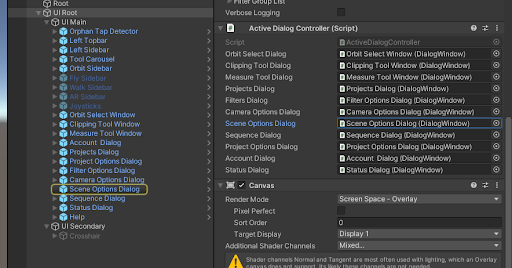 Root
UI Root
UI Main
Orphan Tap Detector
Left Topbar
Left Sidebar
Tool Carousel
Orbit Sidebar
Fly Sidebar
Walk Sidebar
AR Sidebar
Joysticks
Orbit Select Window
Clipping Tool Window
Measure Tool Window
Account Dialog
Projects Dialog
Project Options Dialog
Filter Options Dialog
Camera Options Dialog
Scene Options Dialog
Sequence Dialog
Status Dialog
Help
UI Secondary
Crosshair
Filter Group List
Verbose Logging
Active Dialog Controller (Script)
Script ActiveDialogController
Orbit Select Dialog Orbit Select Window (DialogWindow)
Clipping Tool Dialog Clipping Tool Window (DialogWindow)
Measure Tool Dialog Measure Tool Window (DialogWindow)
Projects Dialog Projects Dialog (DialogWindow)
Filters Dialog Filter Options Dialog (DialogWindow)
Camera Options Dialog Camera Options Dialog (DialogWindow)
Scene Options Dialog Scene Options Dialog (DialogWindow)
Sequence Dialog Sequence Dialog (DialogWindow)
Project Options Dialog Project Options Dialog (DialogWindow)
Account Dialog Account Dialog (DialogWindow)
Status Dialog Status Dialog (DialogWindow)
Canvas
Render Mode Screen Space - Overlay
Pixel Perfect
Sort Order 0
Target Display Display 1
Additional Shader Channels Mixed...
Shader channels Normal and Tangent are most often used with lighting, which an Overlay
canvas does not support. Its likely these channels are not needed.